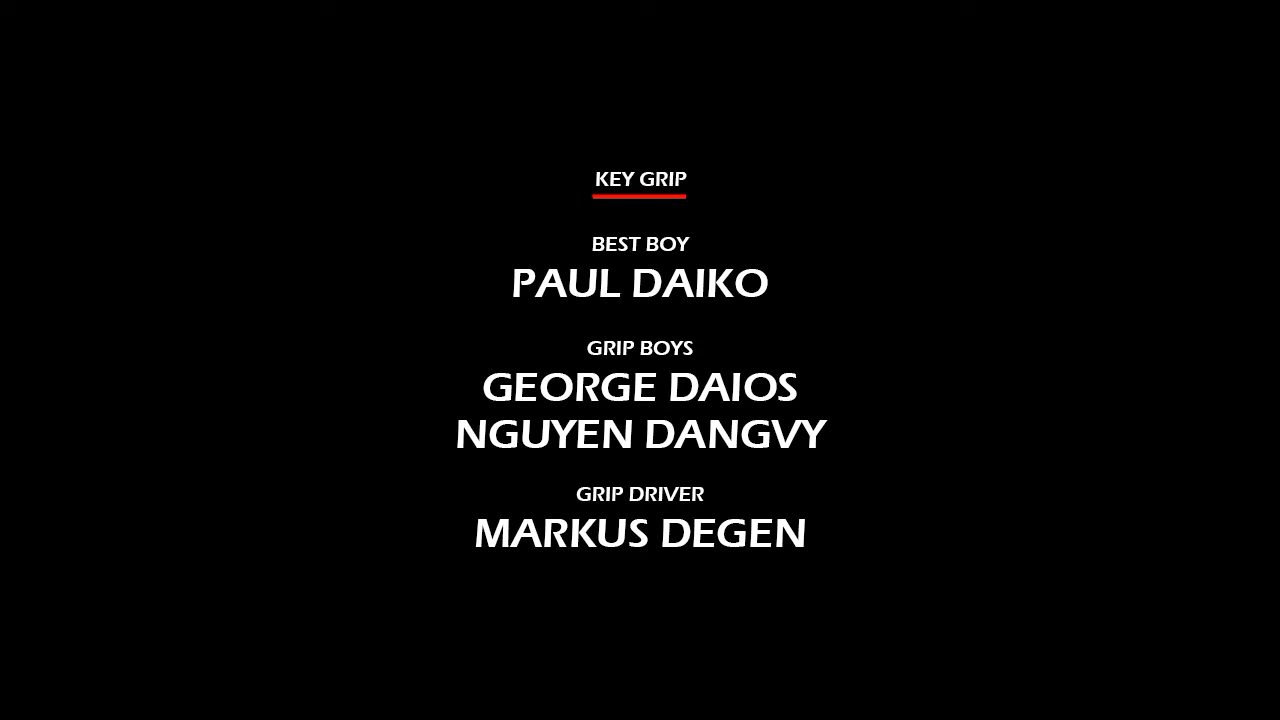 KEY GRIP
BEST BOY
PAUL DAIKO
GRIP BOYS
GEORGE DAIOS
NGUYEN DANGVY
GRIP DRIVER
MARKUS DEGEN